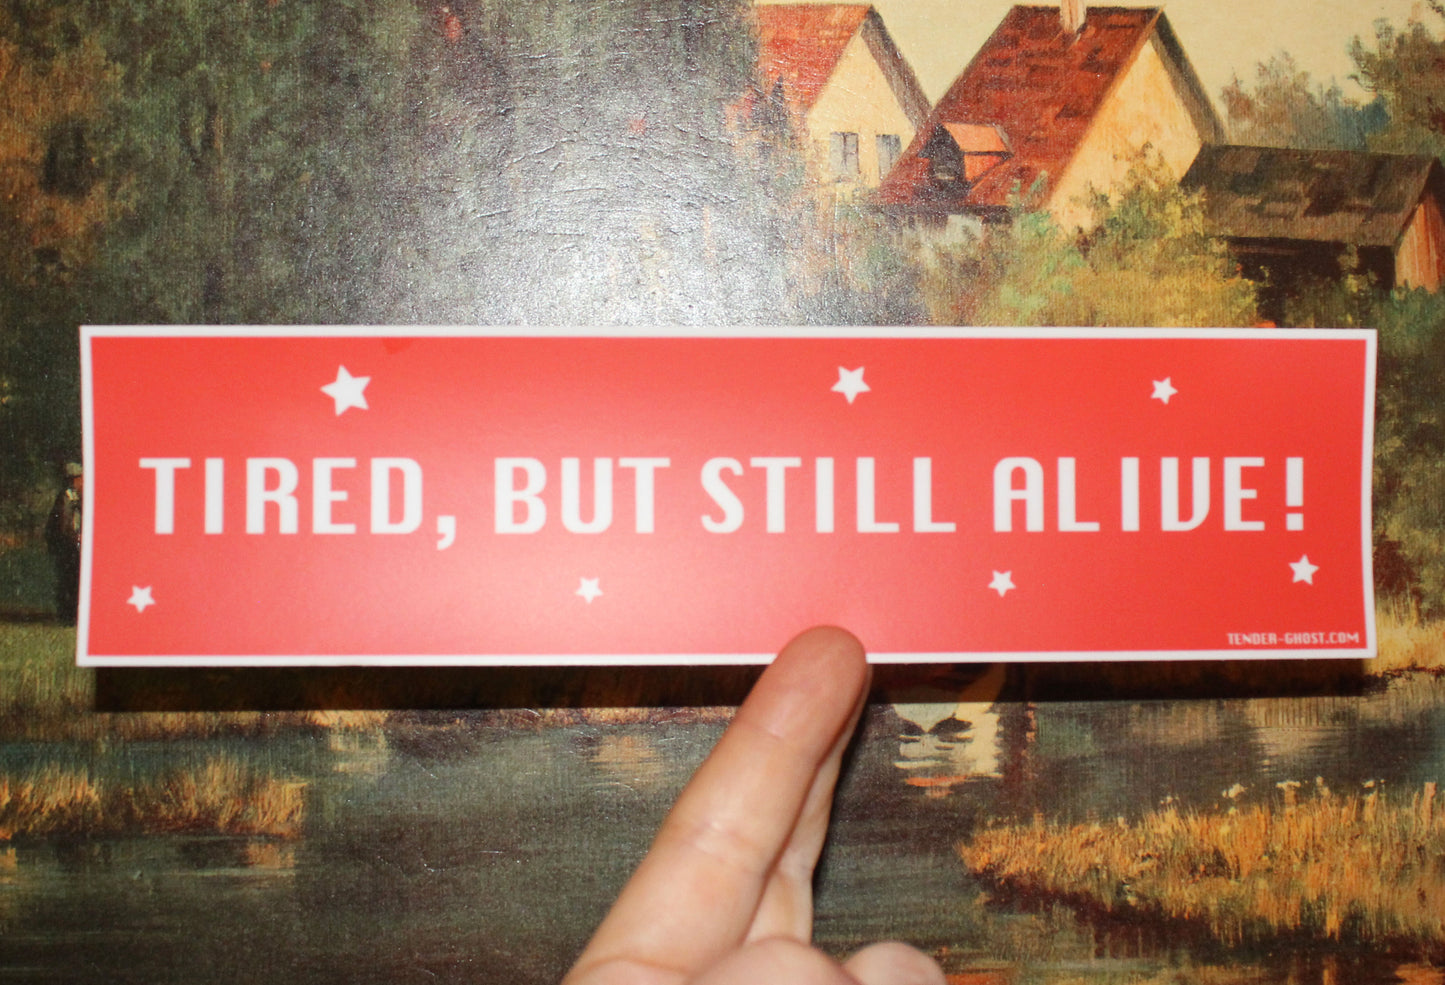 TIRED, BUT STILL ALIVE!
TENDER-GHOST.COM